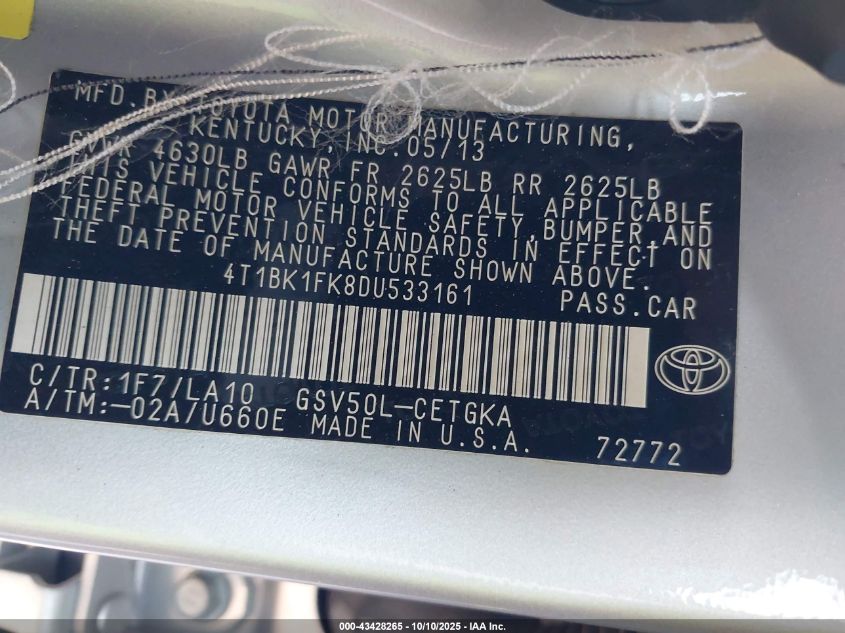 MFD. BY TOYOTA MOTOR MANUFACTURING,
KENTUCKY, INC. 05/13
GVWR 4630LB GAWR FR 2625LB RR 2625LB
THIS VEHICLE CONFORMS TO ALL APPLICABLE
FEDERAL MOTOR VEHICLE SAFETY, BUMPER, AND
THEFT PREVENTION STANDARDS IN EFFECT ON
THE DATE OF MANUFACTURE SHOWN ABOVE.
4T1BK1FK8DU533161 PASS.CAR
C/TR:1F7/LA10 GSV50L-CETGKA
A/TM:-02A/U660E MADE IN U.S.A. 72772
000-43428265 - 10/10/2025 - IAA Inc.